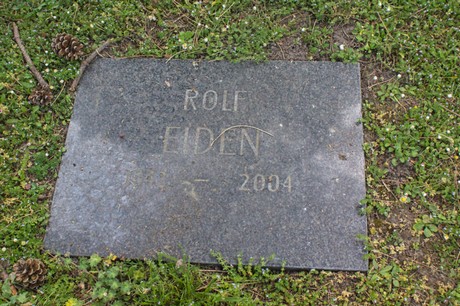 ROLF
EIDEN
– 2004